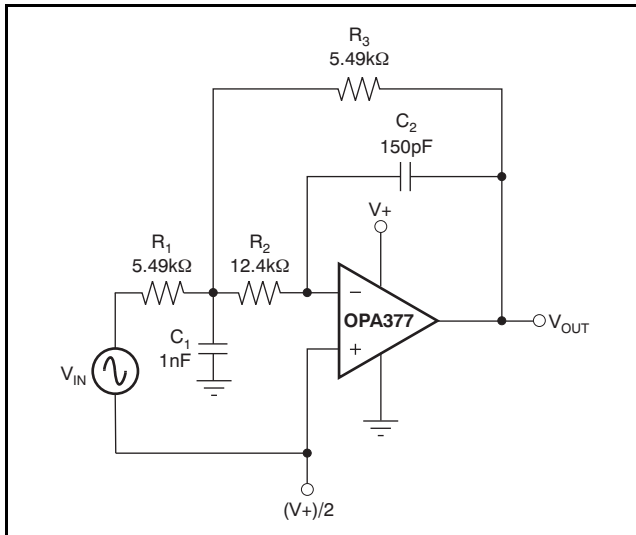 R3
5.49kΩ
C2
150pF
V+
R1
5.49kΩ
R2
12.4kΩ
−
OPA377
+
C1
1nF
VIN
VOUT
(V+)/2